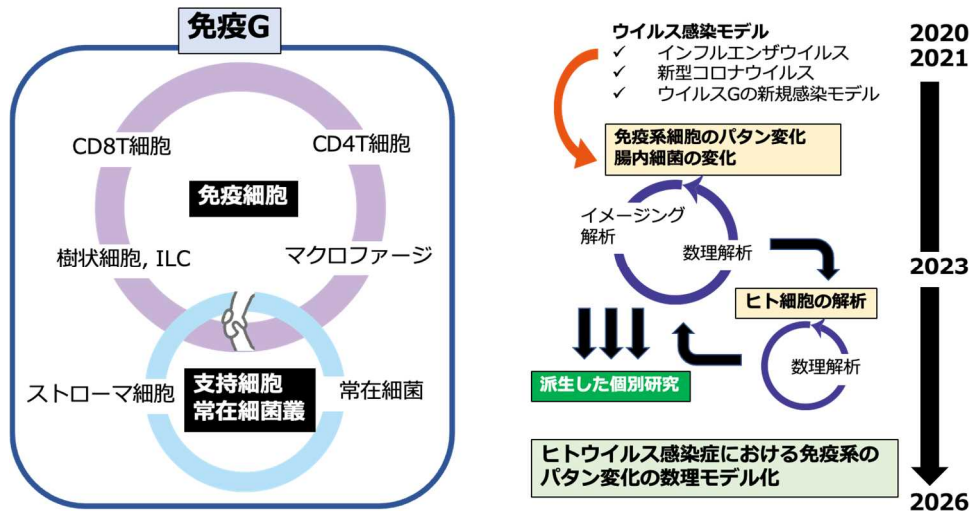 免疫G
CD8T細胞
CD4T細胞
免疫細胞
樹状細胞, ILC
マクロファージ
ストローマ細胞
支持細胞
常在細菌叢
常在細菌
ウイルス感染モデル
✓ インフルエンザウイルス
✓ 新型コロナウイルス
✓ ウイルスGの新規感染モデル
免疫系細胞のパタン変化
腸内細菌の変化
イメージング
解析
数理解析
ヒト細胞の解析
数理解析
派生した個別研究
ヒトウイルス感染症における免疫系の
パタン変化の数理モデル化
2020
2021
2023
2026